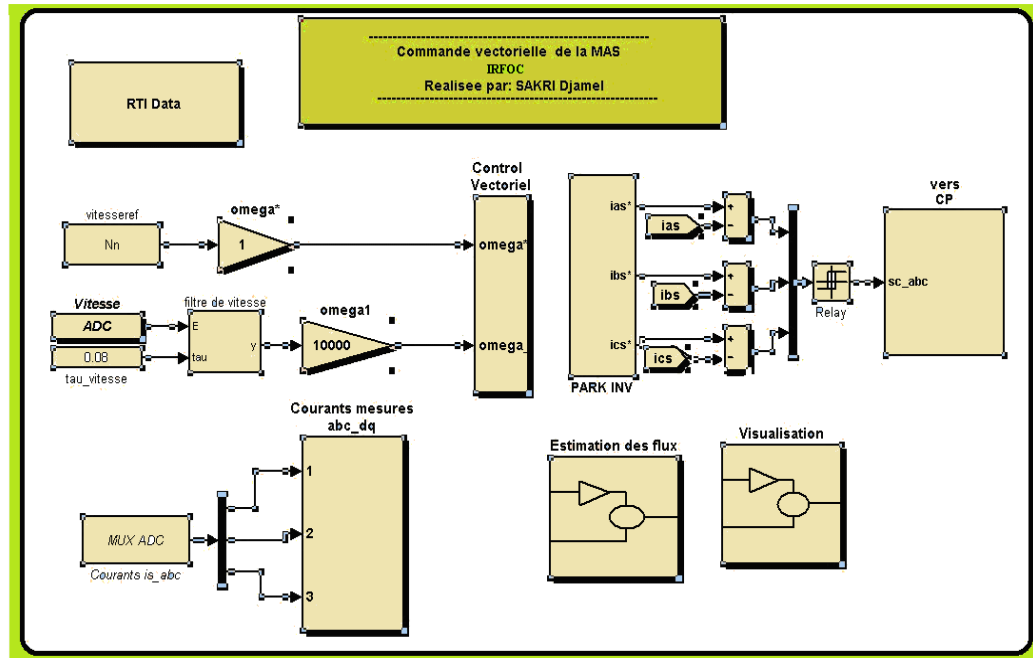 Commande vectorielle de la MAS
IRFOC
Realisee par: SAKRI Djamel
RTI Data
Control
Vectoriel
vers
CP
vitesseref
Nn
omega*
1
omega*
Vitesse
ADC
0.08
tau_vitesse
filtre de vitesse
E
tau
y
omega1
10000
omega_
ias*
ibs*
ics*
PARK INV
ias
ibs
ics
+
−
+
−
+
−
Relay
sc_abc
Courants mesures
abc_dq
1
2
3
MUX ADC
Courants is_abc
Estimation des flux
Visualisation